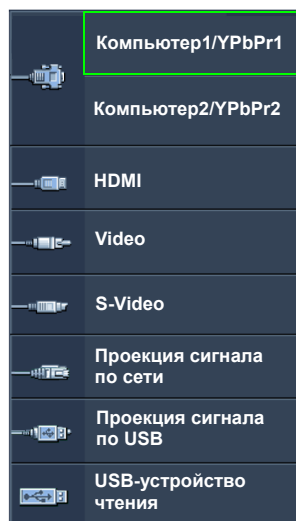 Компьютер1/YPbPr1
Компьютер2/YPbPr2
HDMI
Video
S-Video
Проекция сигнала
по сети
Проекция сигнала
по USB
USB-устройство
чтения